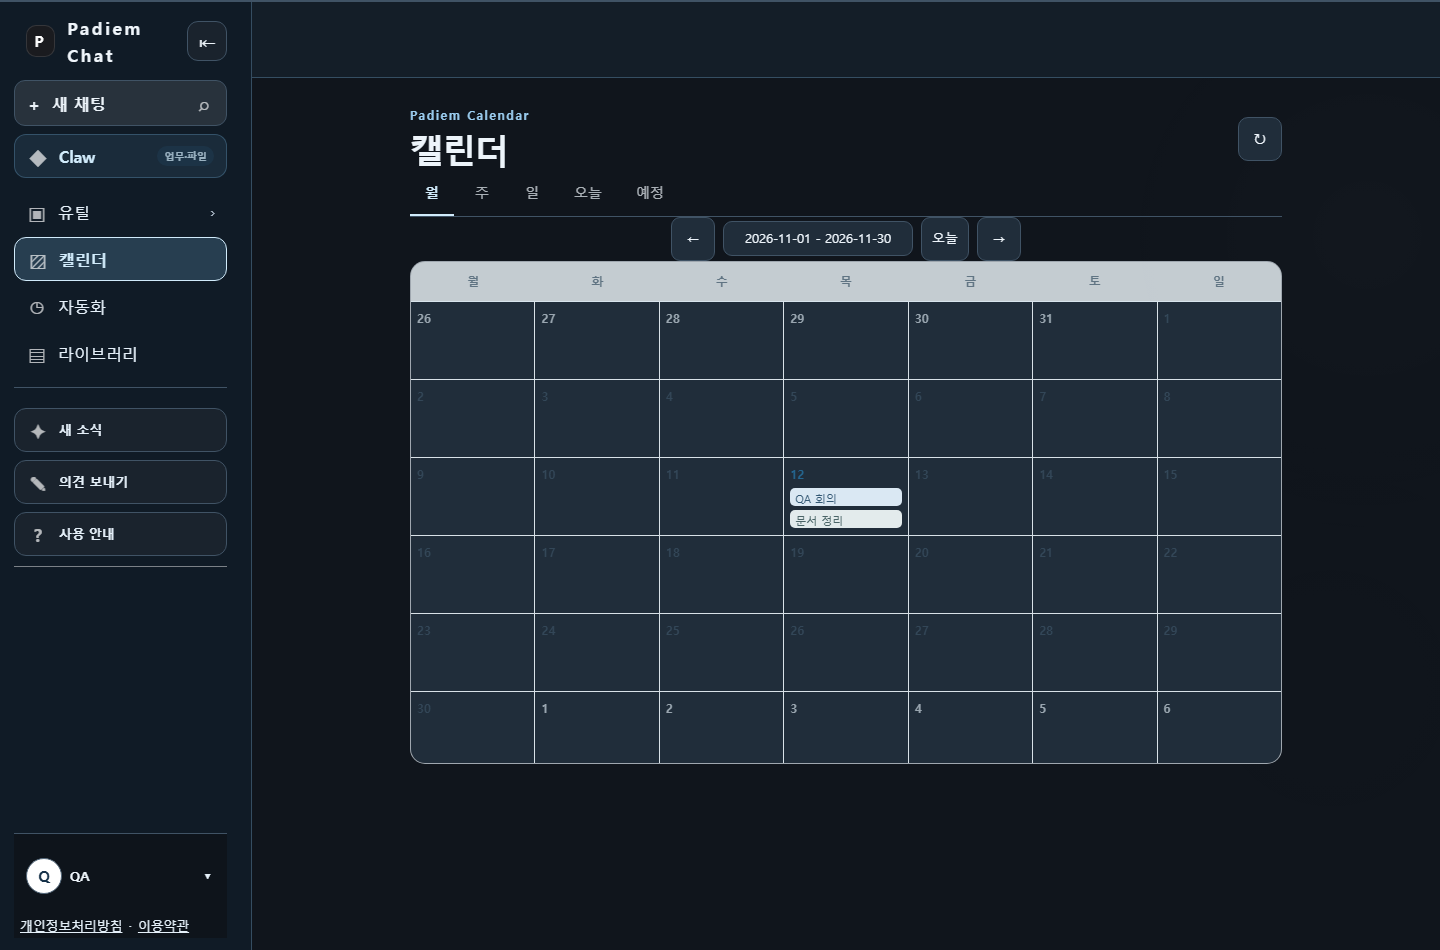 P
Padiem
Chat
⇤
+ 새 채팅
Claw 업무·파일
유틸 ›
캘린더
자동화
라이브러리
새 소식
의견 보내기
? 사용 안내
Q QA ▼
개인정보처리방침 · 이용약관
Padiem Calendar
캘린더
↻
월 주 일 오늘 예정
← 2026-11-01 - 2026-11-30 오늘 →
월 화 수 목 금 토 일
26 27 28 29 30 31 1
2 3 4 5 6 7 8
9 10 11 12 13 14 15
QA 회의
문서 정리
16 17 18 19 20 21 22
23 24 25 26 27 28 29
30 1 2 3 4 5 6